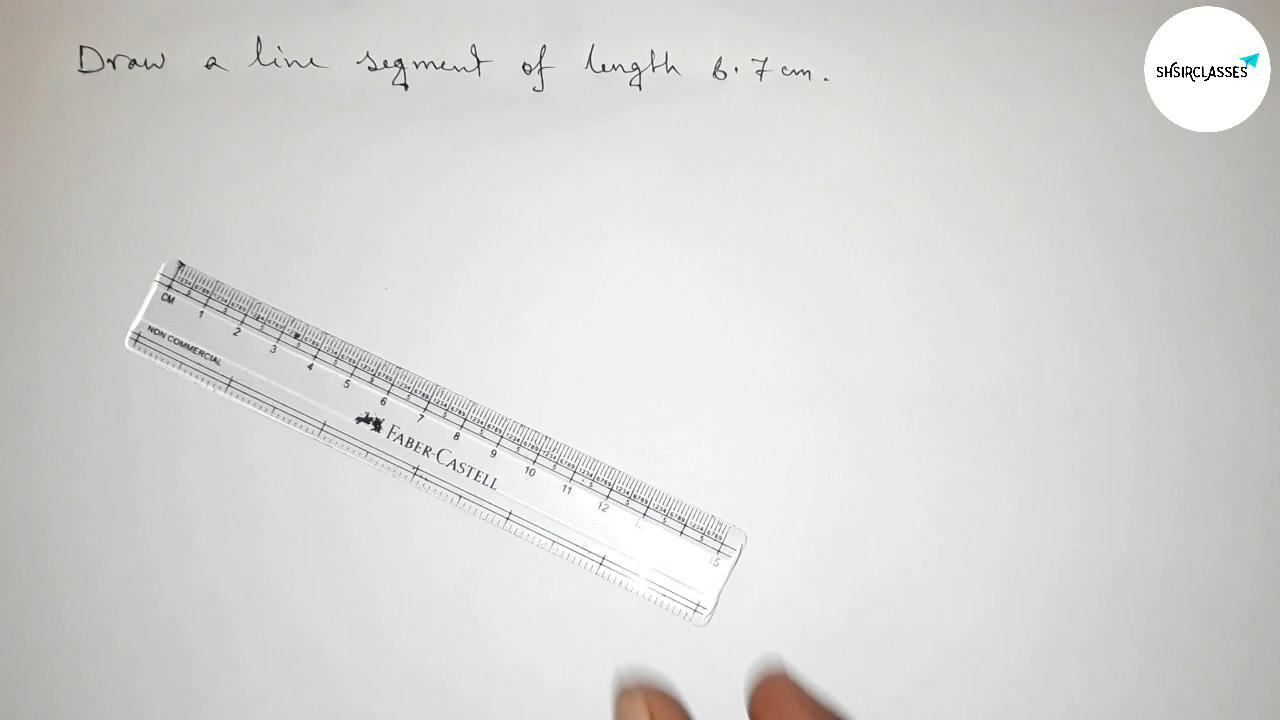 Draw a line segment of length 6.7 cm.
SHSIRCLASSES
CM 1 2 3 4 5 6 7 8 9 10 11 12 15
NON COMMERCIAL
FABER-CASTELL